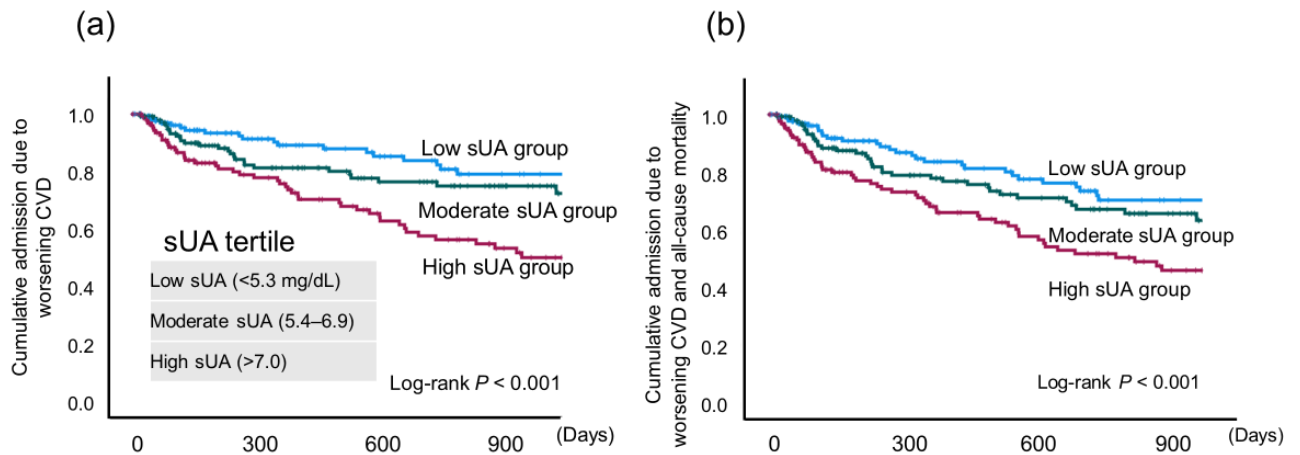 (a)
Cumulative admission due to
worsening CVD
1.0
0.8
0.6
0.4
0.2
0.0
Low sUA group
Moderate sUA group
High sUA group
sUA tertile
Low sUA (<5.3 mg/dL)
Moderate sUA (5.4–6.9)
High sUA (>7.0)
Log-rank P < 0.001
0 300 600 900 (Days)
(b)
Cumulative admission due to
worsening CVD and all-cause mortality
1.0
0.8
0.6
0.4
0.2
0.0
Low sUA group
Moderate sUA group
High sUA group
Log-rank P < 0.001
0 300 600 900 (Days)